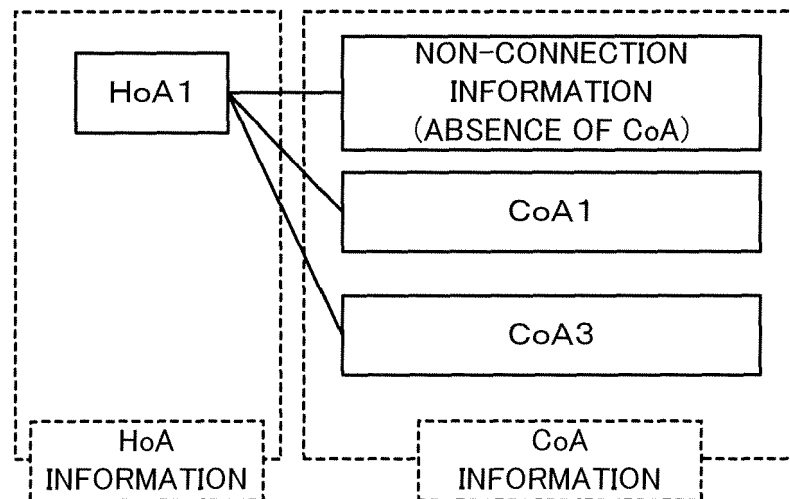 HoA1
NON-CONNECTION
INFORMATION
(ABSENCE OF CoA)
CoA1
CoA3
HoA
INFORMATION
CoA
INFORMATION